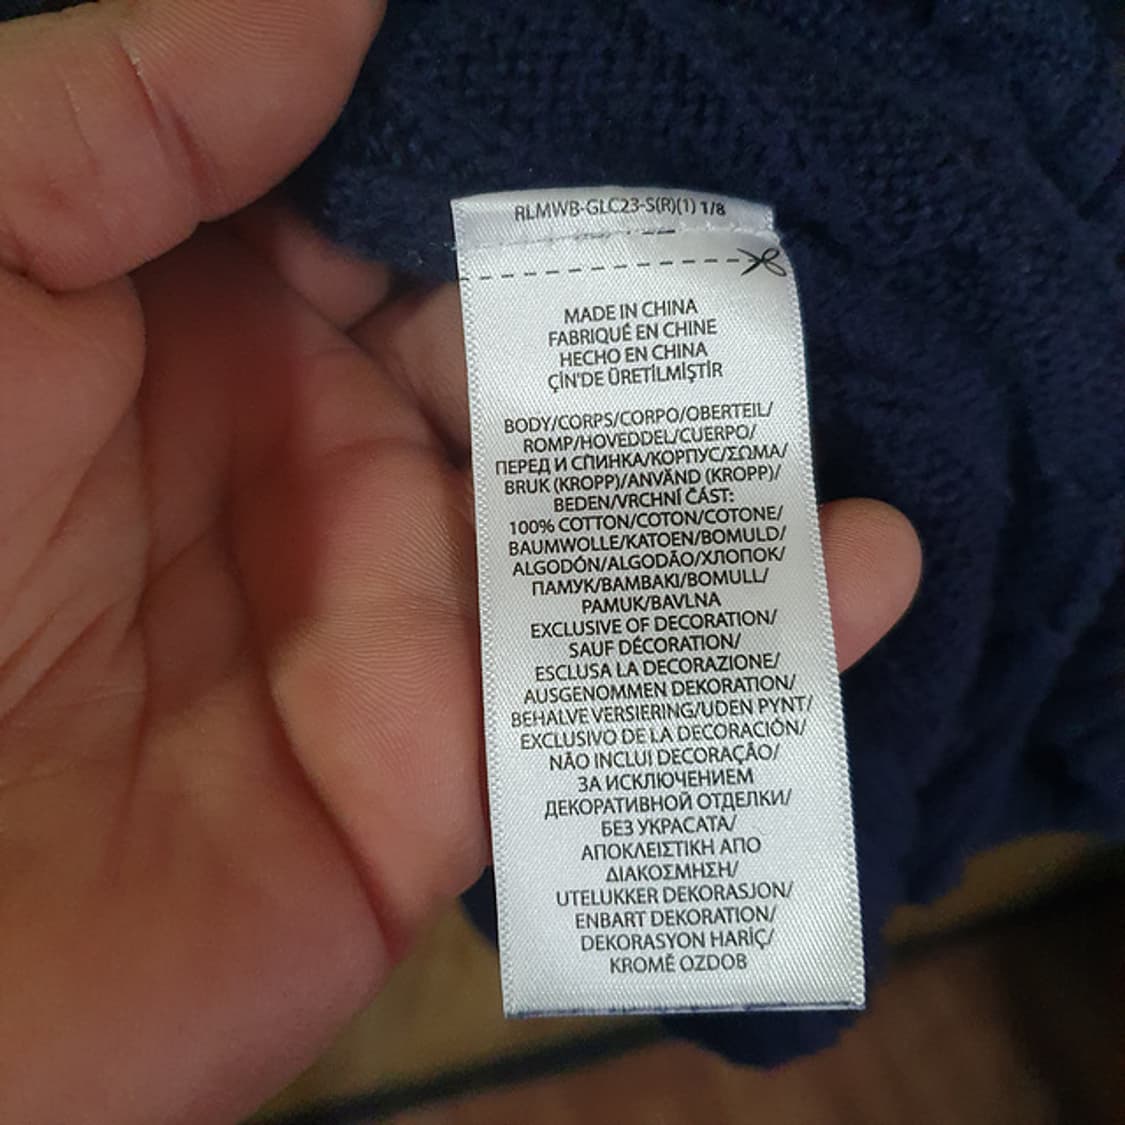 RLMWB-GLC23-S(R)(1) 1/8
MADE IN CHINA
FABRIQUÉ EN CHINE
HECHO EN CHINA
ÇİN'DE ÜRETİLMİŞTİR
BODY/CORPS/CORPO/OBERTEIL/
ROMP/HOVEDDEL/CUERPO/
ПЕРЕД И СПИНКА/КОРПУС/ΣΩΜΑ/
BRUK (KROPP)/ANVÄND (KROPP)/
BEDEN/VRCHNÍ ČÁST:
100% COTTON/COTON/COTONE/
BAUMWOLLE/KATOEN/BOMULD/
ALGODÓN/ALGODÃO/ХЛОПОК/
ПАМУК/ΒΑΜΒΑΚΙ/BOMULL/
PAMUK/BAVLNA
EXCLUSIVE OF DECORATION/
SAUF DÉCORATION/
ESCLUSA LA DECORAZIONE/
AUSGENOMMEN DEKORATION/
BEHALVE VERSIERING/UDEN PYNT/
EXCLUSIVO DE LA DECORACIÓN/
NÃO INCLUI DECORAÇÃO/
ЗА ИСКЛЮЧЕНИЕМ
ДЕКОРАТИВНОЙ ОТДЕЛКИ/
БЕЗ УКРАСАТА/
ΑΠΟΚΛΕΙΣΤΙΚΗ ΑΠΟ
ΔΙΑΚΟΣΜΗΣΗ/
UTELUKKER DEKORASJON/
ENBART DEKORATION/
DEKORASYON HARİÇ/
KROMĚ OZDOB